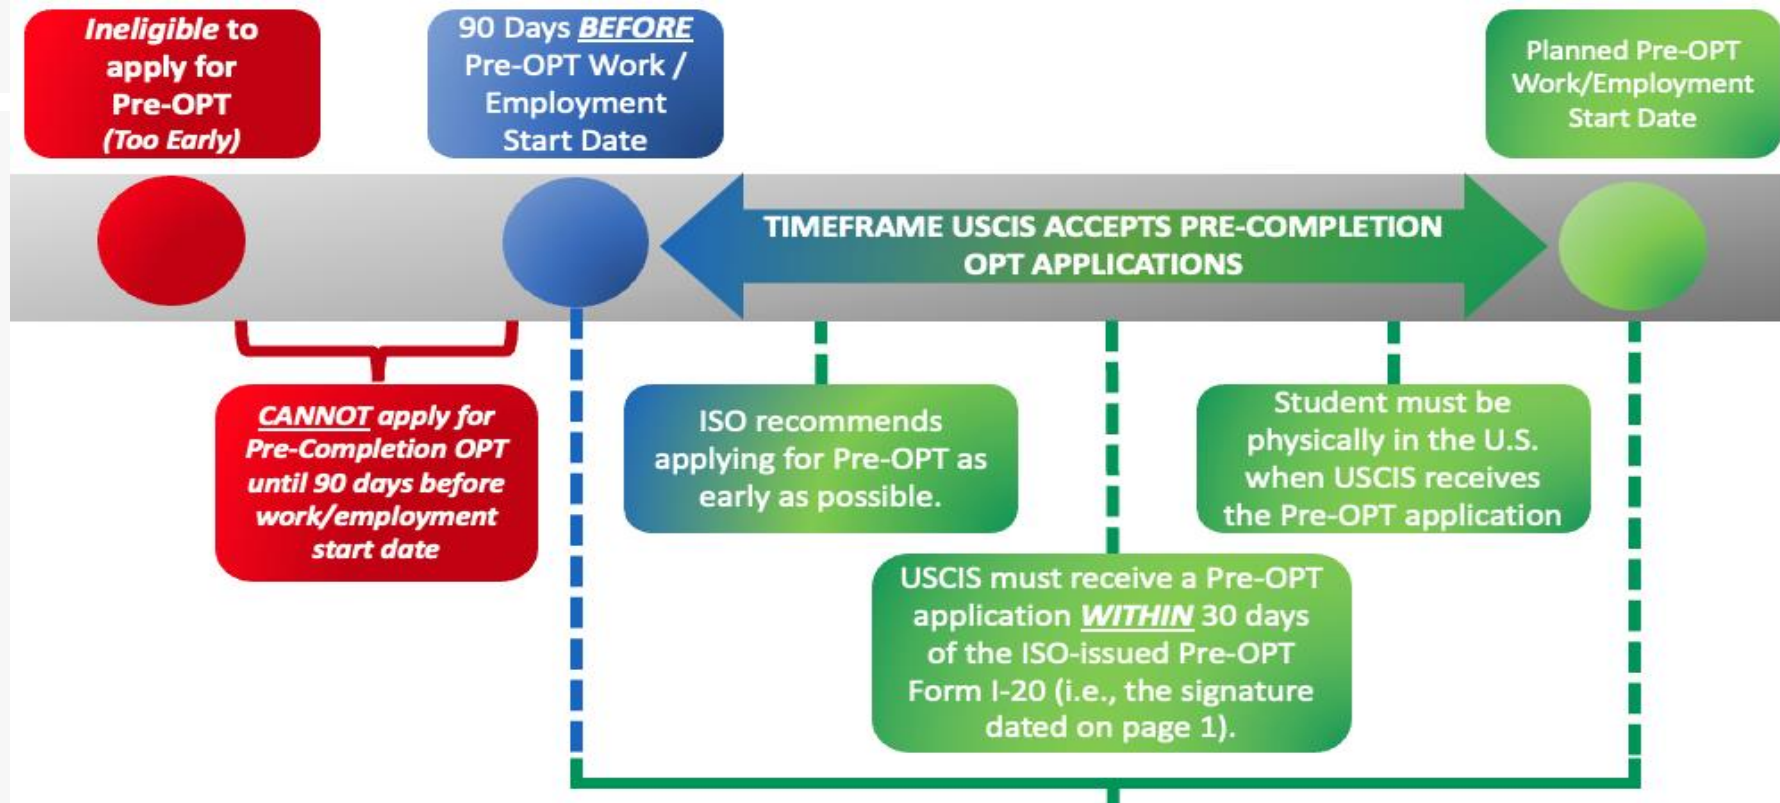 Ineligible to
apply for
Pre-OPT
(Too Early)
90 Days BEFORE
Pre-OPT Work /
Employment
Start Date
Planned Pre-OPT
Work/Employment
Start Date
TIMEFRAME USCIS ACCEPTS PRE-COMPLETION
OPT APPLICATIONS
CANNOT apply for
Pre-Completion OPT
until 90 days before
work/employment
start date
ISO recommends
applying for Pre-OPT as
early as possible.
Student must be
physically in the U.S.
when USCIS receives
the Pre-OPT application
USCIS must receive a Pre-OPT
application WITHIN 30 days
of the ISO-issued Pre-OPT
Form I-20 (i.e., the signature
dated on page 1).